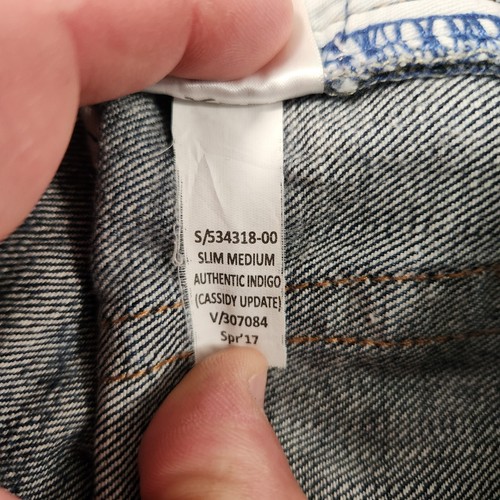 S/534318-00
SLIM MEDIUM
AUTHENTIC INDIGO
(CASSIDY UPDATE)
V/307084
Spr'17